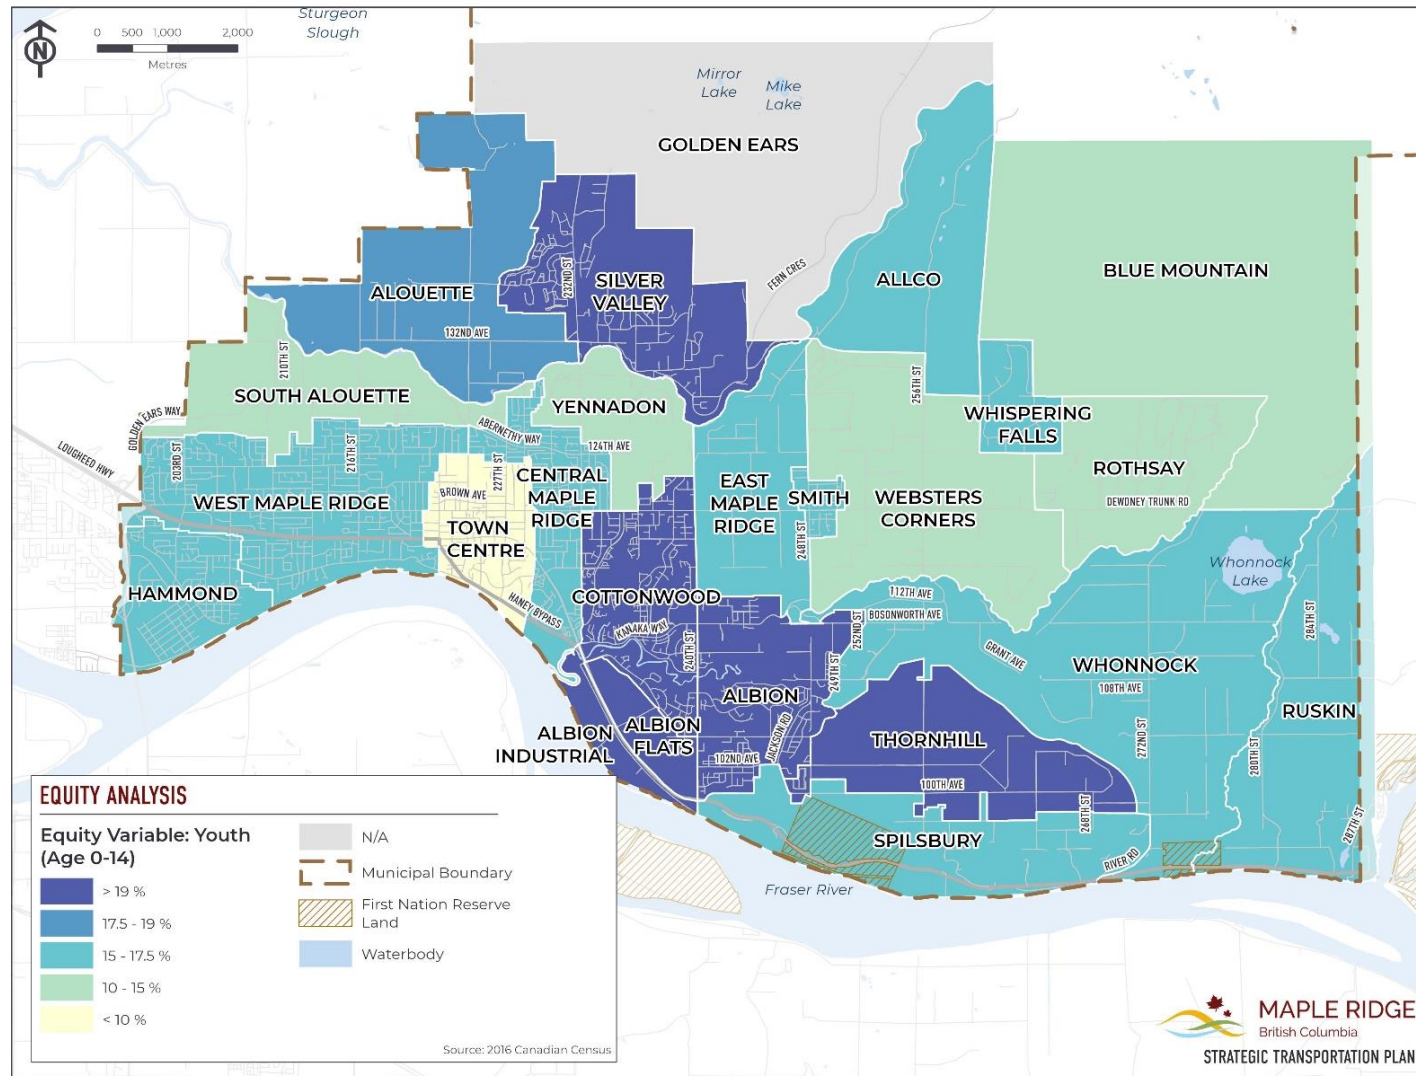 Sturgeon
Slough
N
0 500 1000 2,000
Metres
Mirror
Lake
Mike
Lake
GOLDEN EARS
FERN CRES
ALLCO
BLUE MOUNTAIN
232ND ST
SILVER
VALLEY
ALOUETTE
132ND AVE
210TH ST
SOUTH ALOUETTE
YENNADON
256TH ST
WHISPERING
FALLS
GOLDEN EARS WAY
LOUGHEED HWY
203RD ST
216TH ST
ABERNETHY WAY
124TH AVE
227TH ST
ROTHSAY
DEWDNEY TRUNK RD
WEST MAPLE RIDGE
BROWN AVE
CENTRAL
MAPLE
RIDGE
EAST
MAPLE
RIDGE
SMITH
248TH ST
WEBSTERS
CORNERS
TOWN
CENTRE
Whonnock
Lake
HAMMOND
HANEY BYPASS
COTTONWOOD
KANAKA WAY
240TH ST
112TH AVE
BOSONWORTH AVE
252ND ST
249TH ST
GRANT AVE
284TH ST
WHONNOCK
108TH AVE
ALBION
JACKSON RD
RUSKIN
ALBION
INDUSTRIAL
ALBION
FLATS
102ND AVE
THORNHILL
100TH AVE
272ND ST
280TH ST
268TH ST
287TH ST
SPILSBURY
RIVER RD
Fraser River
EQUITY ANALYSIS
Equity Variable: Youth
(Age 0-14)
> 19 %
17.5 - 19 %
15 - 17.5 %
10 - 15 %
< 10 %
N/A
Municipal Boundary
First Nation Reserve
Land
Waterbody
Source: 2016 Canadian Census
MAPLE RIDGE
British Columbia
STRATEGIC TRANSPORTATION PLAN